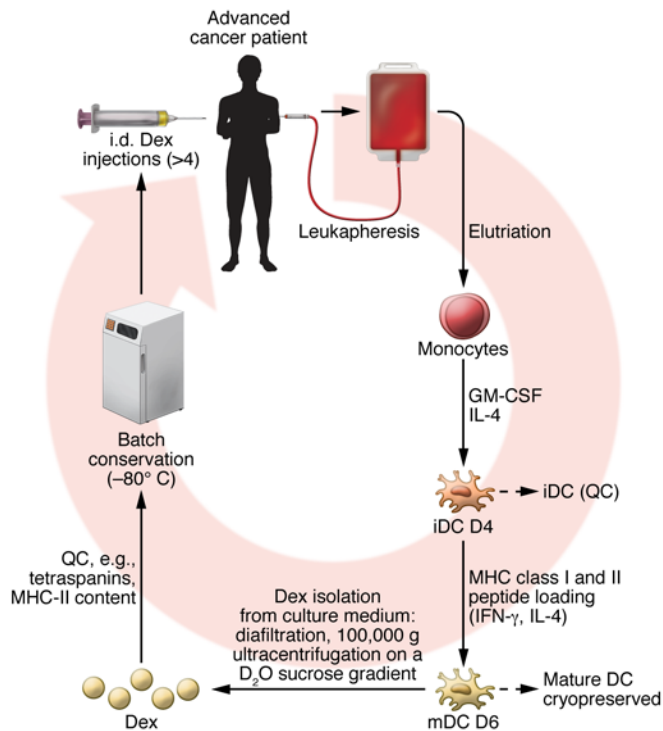 Advanced
cancer patient
i.d. Dex
injections (>4)
Leukapheresis
Elutriation
Monocytes
GM-CSF
IL-4
iDC D4
iDC (QC)
MHC class I and II
peptide loading
(IFN-γ, IL-4)
mDC D6
Mature DC
cryopreserved
Dex isolation
from culture medium:
diafiltration, 100,000 g
ultracentrifugation on a
D₂O sucrose gradient
Dex
QC, e.g.,
tetraspanins,
MHC-II content
Batch
conservation
(–80° C)